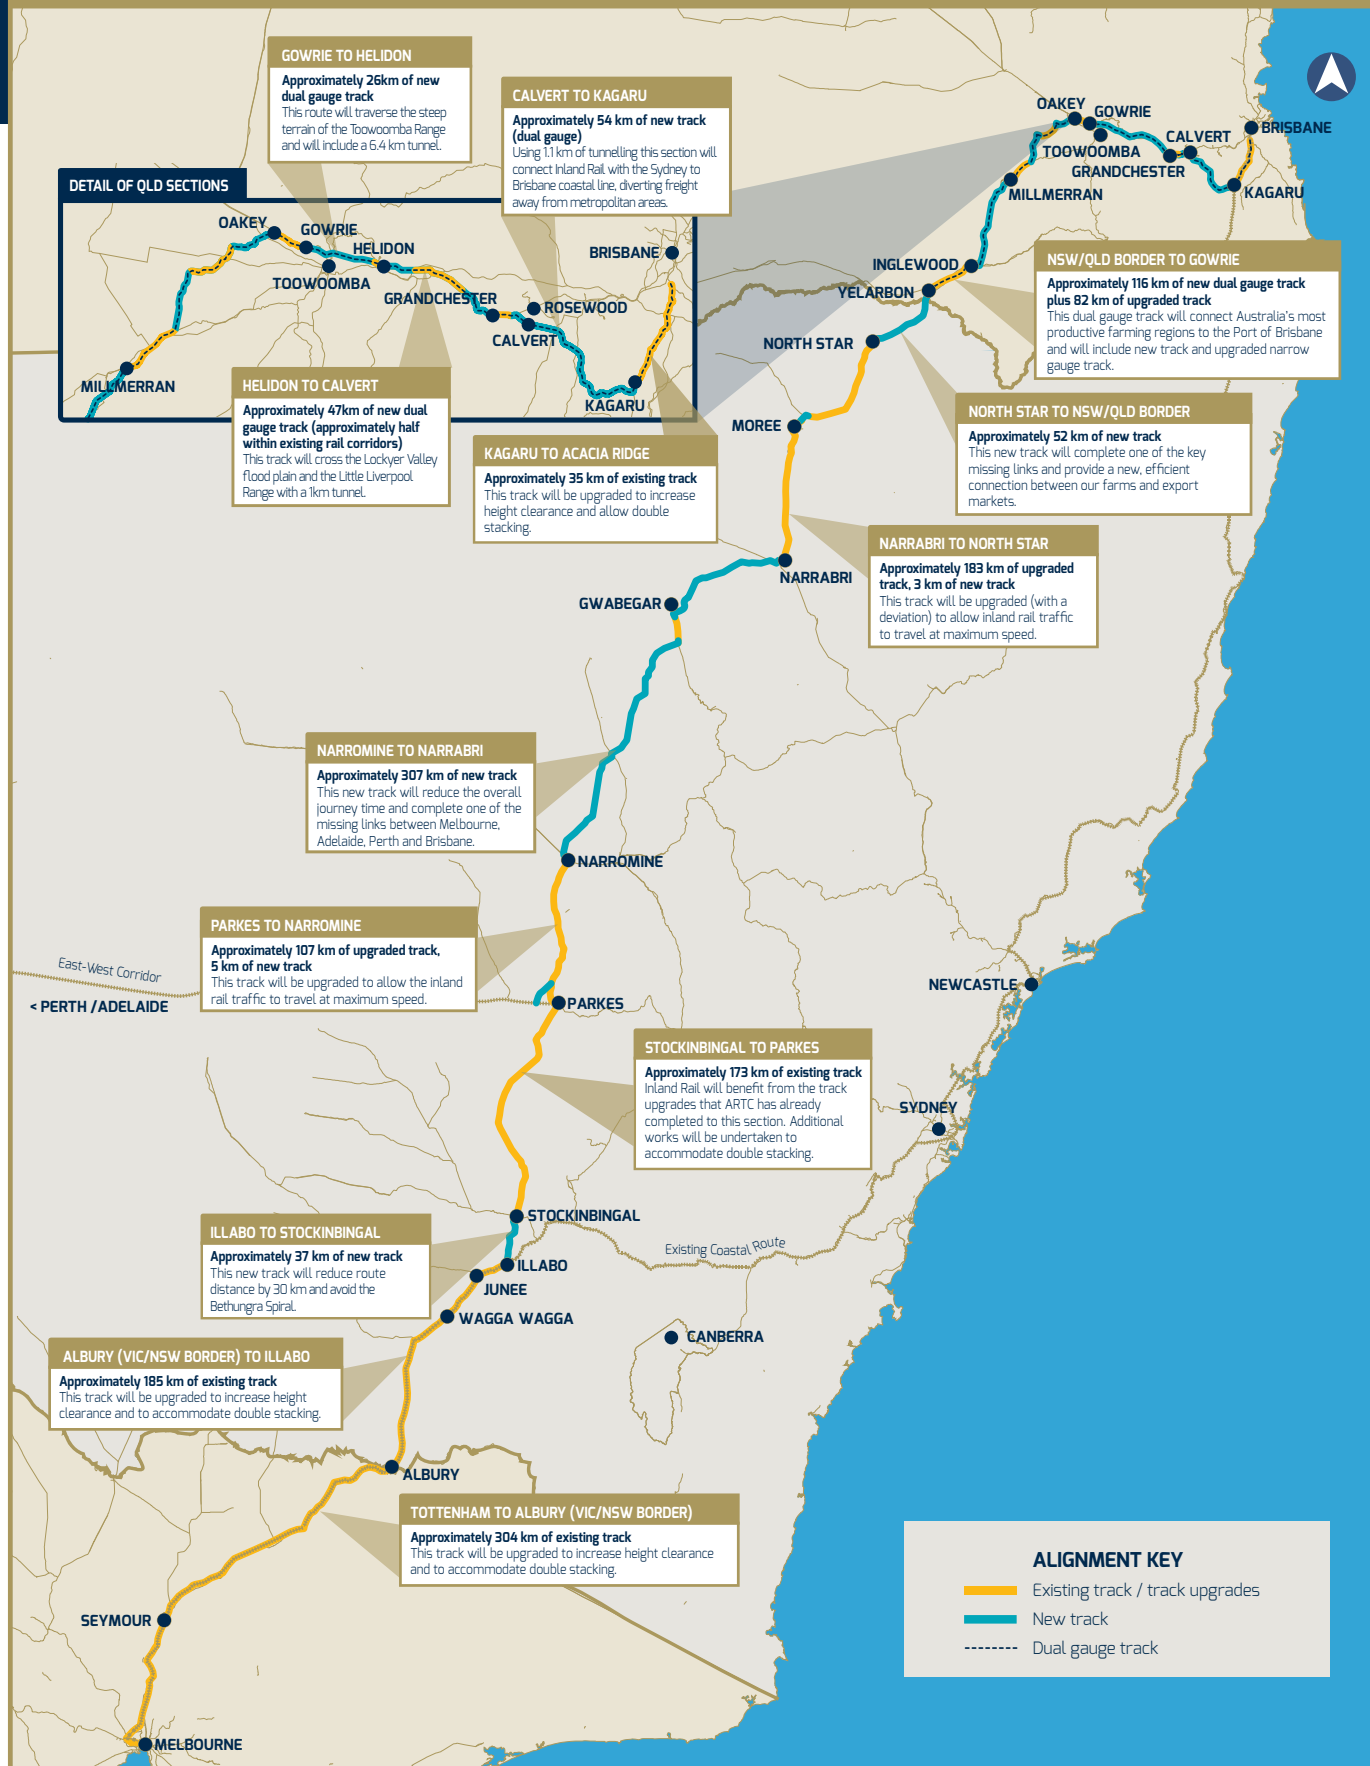 GOWRIE TO HELIDON
Approximately 26km of new
dual gauge track
This route will traverse the steep
terrain of the Toowoomba Range
and will include a 6.4 km tunnel.
CALVERT TO KAGARU
Approximately 54 km of new track
(dual gauge)
Using 1.1 km of tunnelling this section will
connect Inland Rail with the Sydney to
Brisbane coastal line, diverting freight
away from metropolitan areas.
DETAIL OF QLD SECTIONS
OAKEY
GOWRIE
HELIDON
TOOWOOMBA
GRANDCHESTER
BRISBANE
ROSEWOOD
CALVERT
MILLMERRAN
KAGARU
HELIDON TO CALVERT
Approximately 47km of new dual
gauge track (approximately half
within existing rail corridors)
This track will cross the Lockyer Valley
flood plain and the Little Liverpool
Range with a 1km tunnel.
KAGARU TO ACACIA RIDGE
Approximately 35 km of existing track
This track will be upgraded to increase
height clearance and allow double
stacking.
OAKEY
GOWRIE
BRISBANE
CALVERT
TOOWOOMBA
GRANDCHESTER
MILLMERRAN
KAGARU
INGLEWOOD
YELARBON
NORTH STAR
MOREE
NSW/QLD BORDER TO GOWRIE
Approximately 116 km of new dual gauge track
plus 82 km of upgraded track
This dual gauge track will connect Australia's most
productive farming regions to the Port of Brisbane
and will include new track and upgraded narrow
gauge track.
NORTH STAR TO NSW/QLD BORDER
Approximately 52 km of new track
This new track will complete one of the key
missing links and provide a new, efficient
connection between our farms and export
markets.
NARRABRI TO NORTH STAR
Approximately 183 km of upgraded
track, 3 km of new track
This track will be upgraded (with a
deviation) to allow inland rail traffic
to travel at maximum speed.
NARRABRI
GWABEGAR
NARROMINE TO NARRABRI
Approximately 307 km of new track
This new track will reduce the overall
journey time and complete one of the
missing links between Melbourne,
Adelaide, Perth and Brisbane.
NARROMINE
PARKES TO NARROMINE
Approximately 107 km of upgraded track,
5 km of new track
This track will be upgraded to allow the inland
rail traffic to travel at maximum speed.
East-West Corridor
< PERTH /ADELAIDE
PARKES
NEWCASTLE
STOCKINBINGAL TO PARKES
Approximately 173 km of existing track
Inland Rail will benefit from the track
upgrades that ARTC has already
completed to this section. Additional
works will be undertaken to
accommodate double stacking.
SYDNEY
STOCKINBINGAL
ILLABO TO STOCKINBINGAL
Approximately 37 km of new track
This new track will reduce route
distance by 30 km and avoid the
Bethungra Spiral.
Existing Coastal Route
ILLABO
JUNEE
WAGGA WAGGA
CANBERRA
ALBURY (VIC/NSW BORDER) TO ILLABO
Approximately 185 km of existing track
This track will be upgraded to increase height
clearance and to accommodate double stacking.
ALBURY
TOTTENHAM TO ALBURY (VIC/NSW BORDER)
Approximately 304 km of existing track
This track will be upgraded to increase height clearance
and to accommodate double stacking.
SEYMOUR
MELBOURNE
ALIGNMENT KEY
Existing track / track upgrades
New track
Dual gauge track